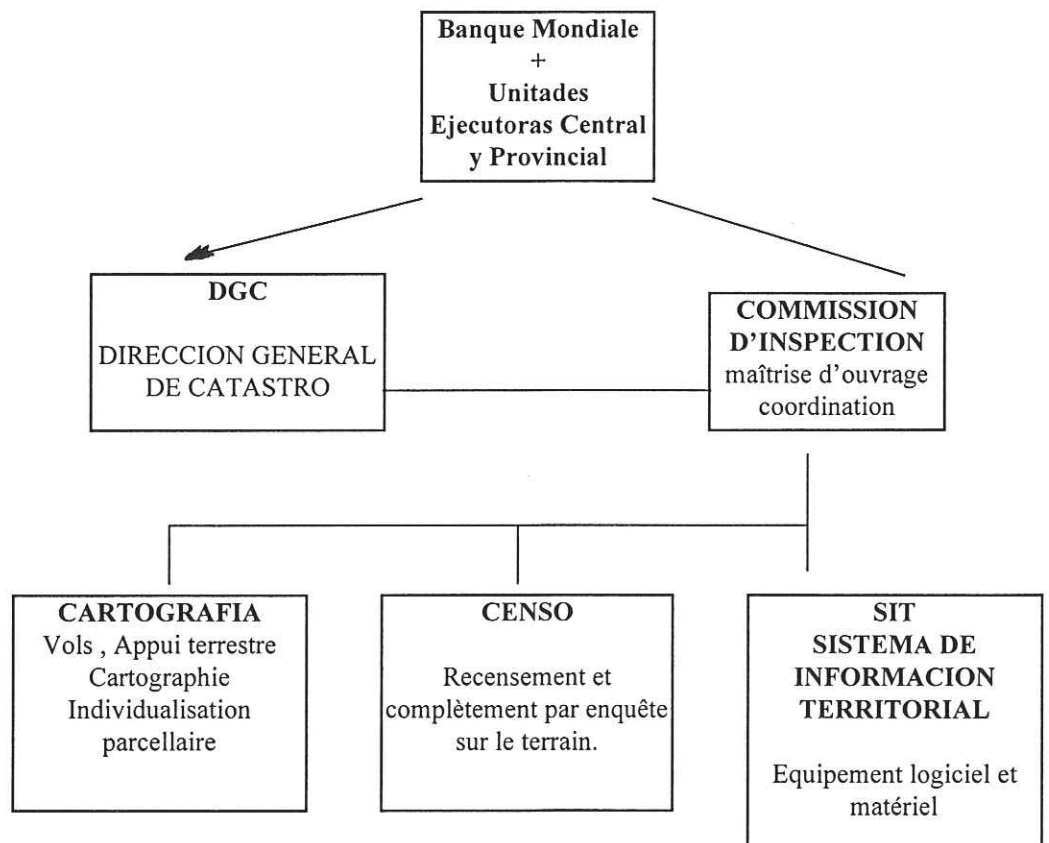 Banque Mondiale
+
Unitades
Ejecutoras Central
y Provincial
DGC
DIRECCION GENERAL
DE CATASTRO
COMMISSION
D'INSPECTION
maîtrise d'ouvrage
coordination
CARTOGRAFIA
Vols , Appui terrestre
Cartographie
Individualisation
parcellaire
CENSO
Recensement et
complètement par enquête
sur le terrain.
SIT
SISTEMA DE
INFORMACION
TERRITORIAL
Equipement logiciel et
matériel